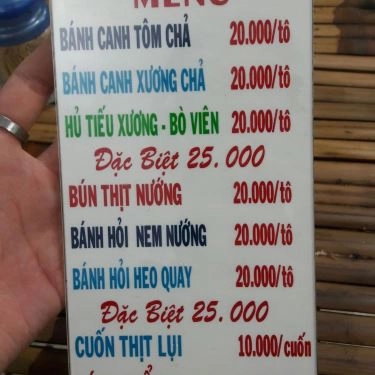 MENU
BÁNH CANH TÔM CHẢ 20.000/tô
BÁNH CANH XƯƠNG CHẢ 20.000/tô
HỦ TIẾU XƯƠNG - BÒ VIÊN 20.000/tô
Đặc Biệt 25.000
BÚN THỊT NƯỚNG 20.000/tô
BÁNH HỎI NEM NƯỚNG 20.000/tô
BÁNH HỎI HEO QUAY 20.000/tô
Đặc Biệt 25.000
CUỐN THỊT LỤI 10.000/cuốn